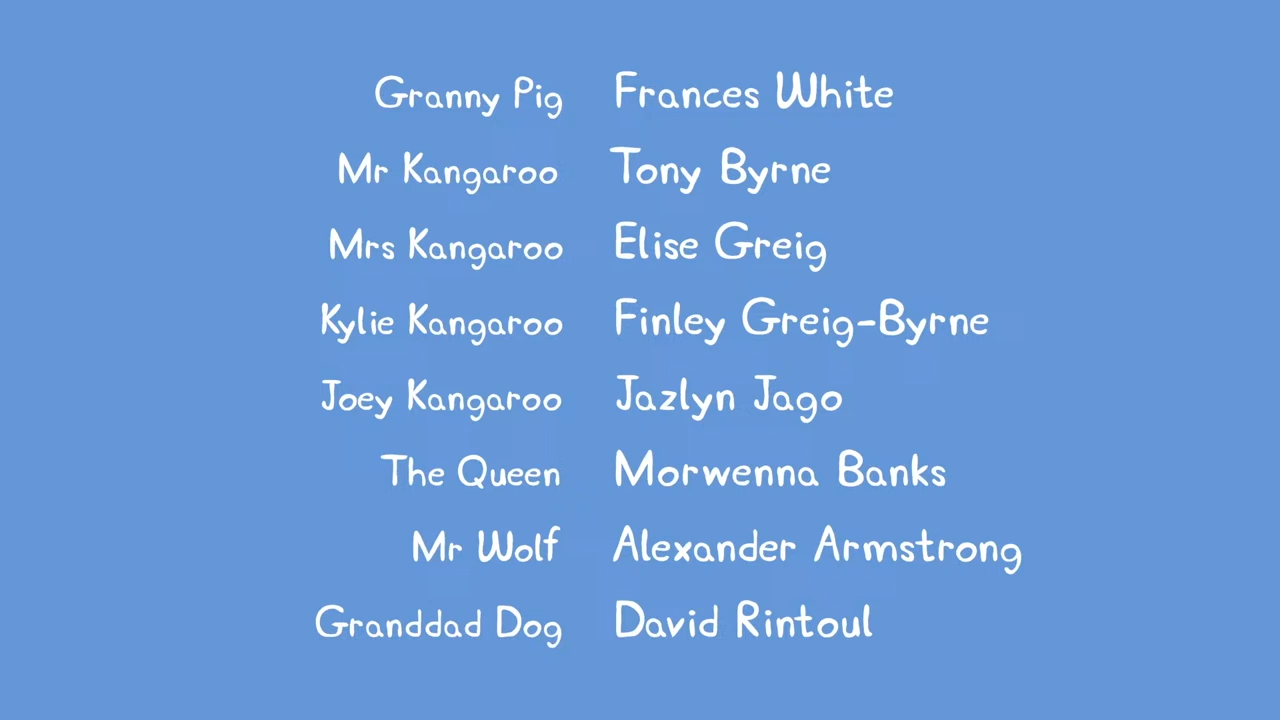 Granny Pig Frances White
Mr Kangaroo Tony Byrne
Mrs Kangaroo Elise Greig
Kylie Kangaroo Finley Greig-Byrne
Joey Kangaroo Jazlyn Jago
The Queen Morwenna Banks
Mr Wolf Alexander Armstrong
Granddad Dog David Rintoul